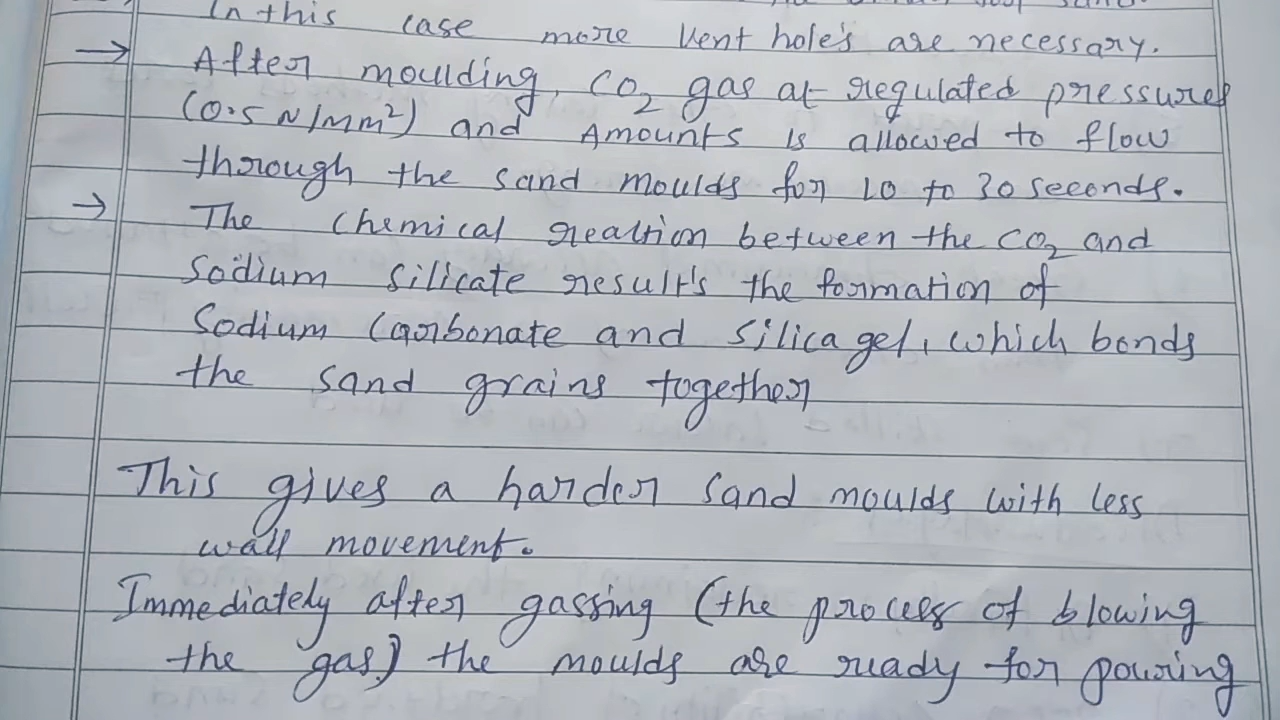 In this case more vent hole's are necessary.
→ After moulding, CO₂ gas at regulated pressures
(0.5 N/mm²) and Amounts is allowed to flow
through the sand moulds for 10 to 30 seconds.
→ The chemical reaction between the CO₂ and
Sodium silicate result's the formation of
Sodium Carbonate and silica gel, which bonds
the sand grains together
This gives a harder sand moulds with less
wall movement.
Immediately after gassing (the process of blowing
the gas) the moulds are ready for pouring